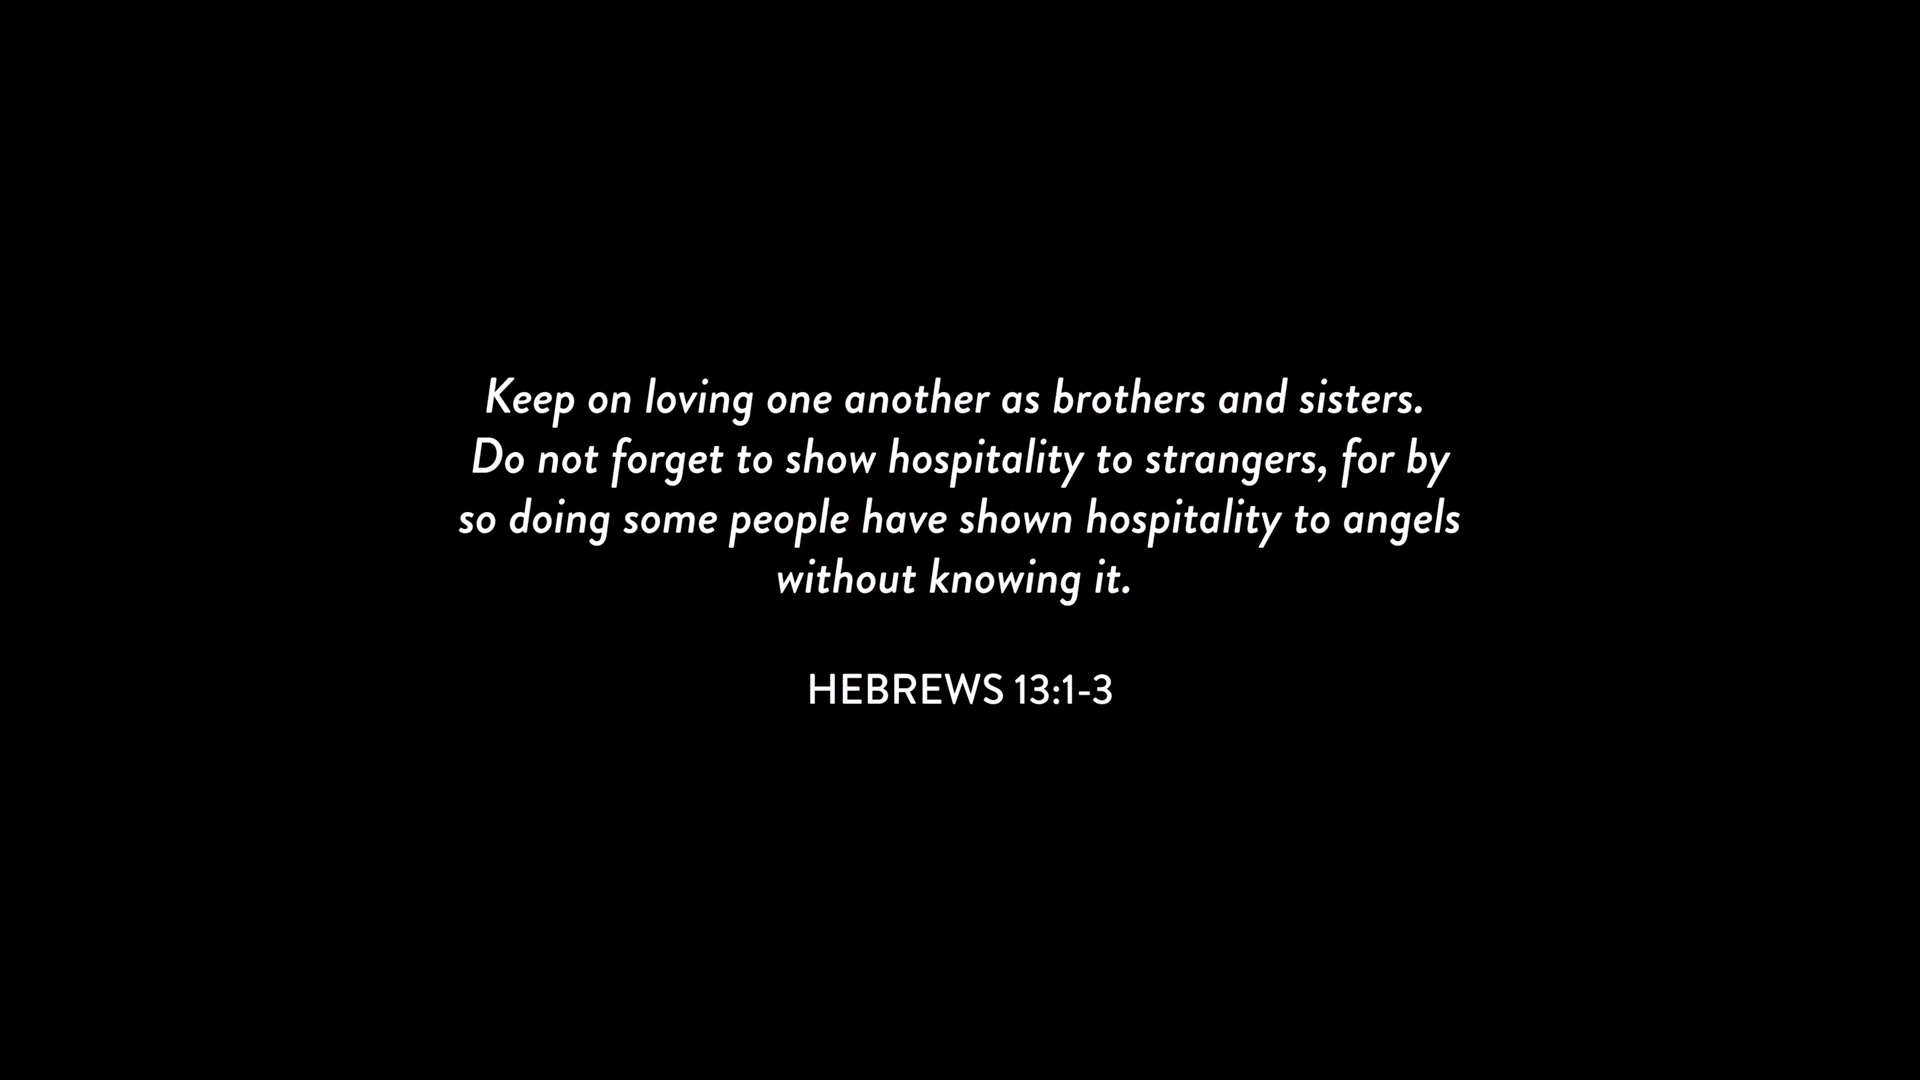 Keep on loving one another as brothers and sisters.
Do not forget to show hospitality to strangers, for by
so doing some people have shown hospitality to angels
without knowing it.
HEBREWS 13:1-3